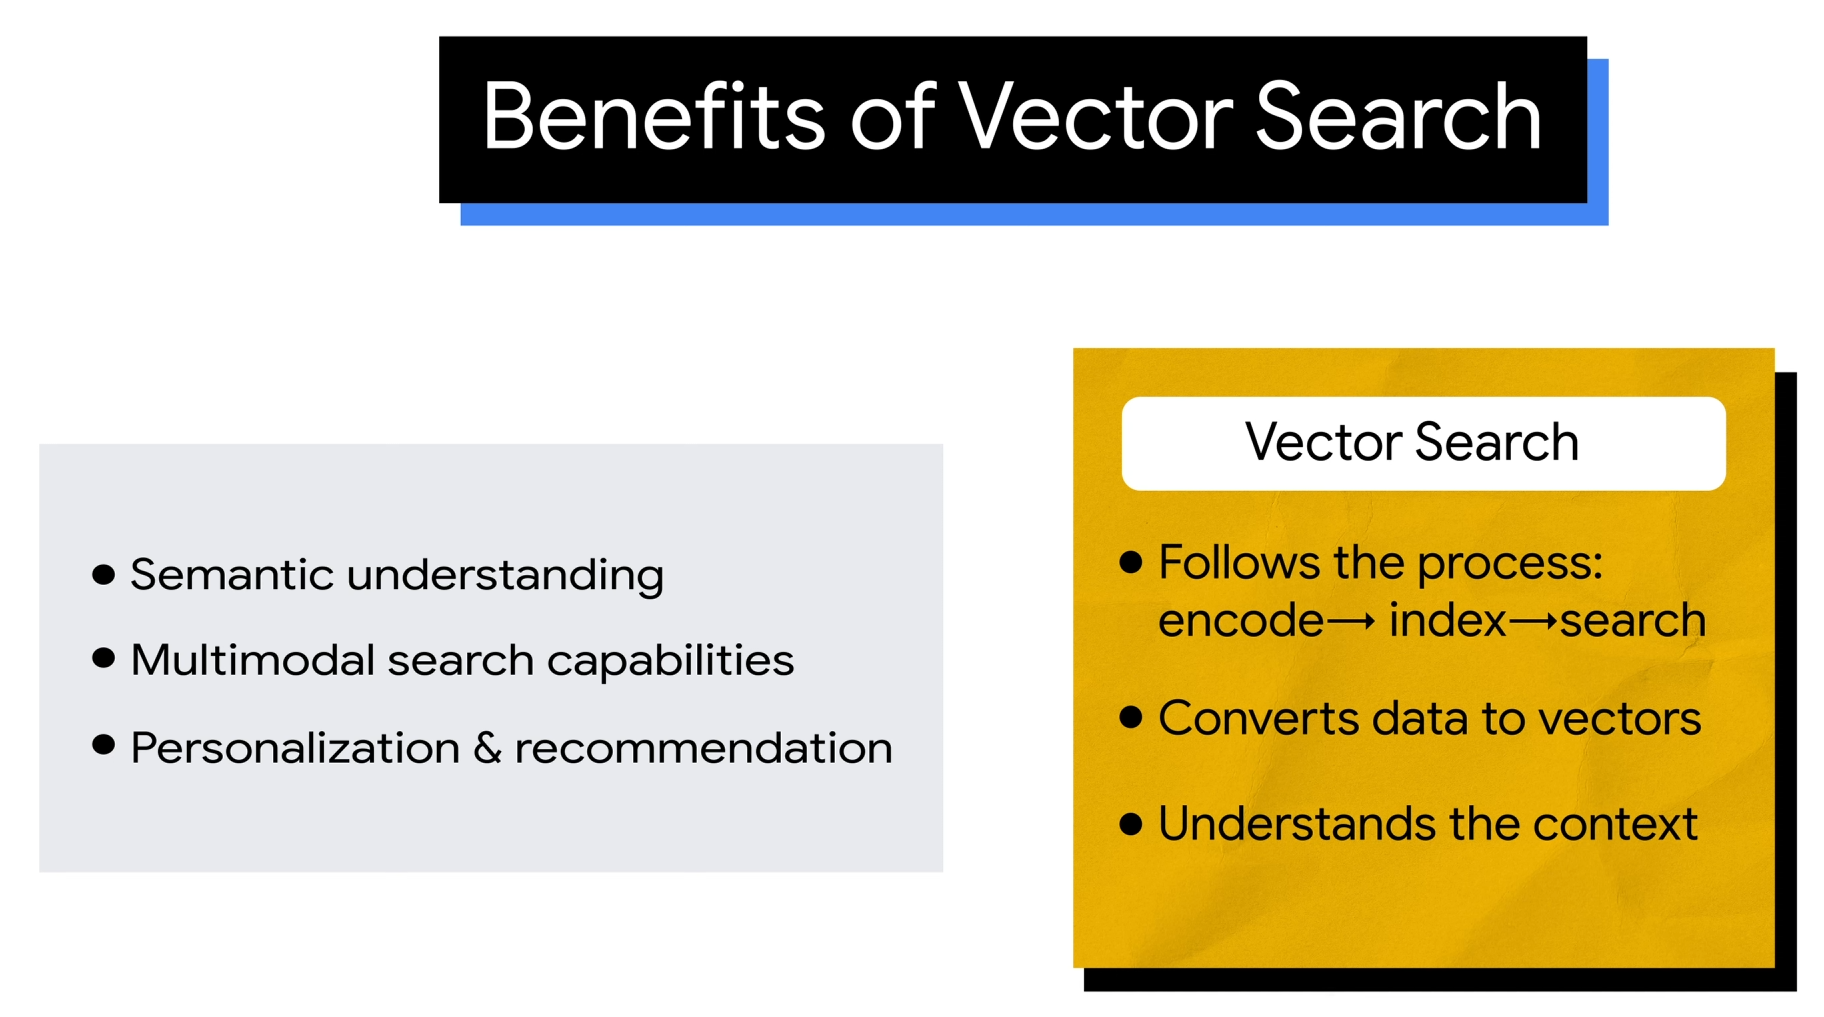 Benefits of Vector Search
● Semantic understanding
● Multimodal search capabilities
● Personalization & recommendation
Vector Search
● Follows the process:
encode→ index→search
● Converts data to vectors
● Understands the context